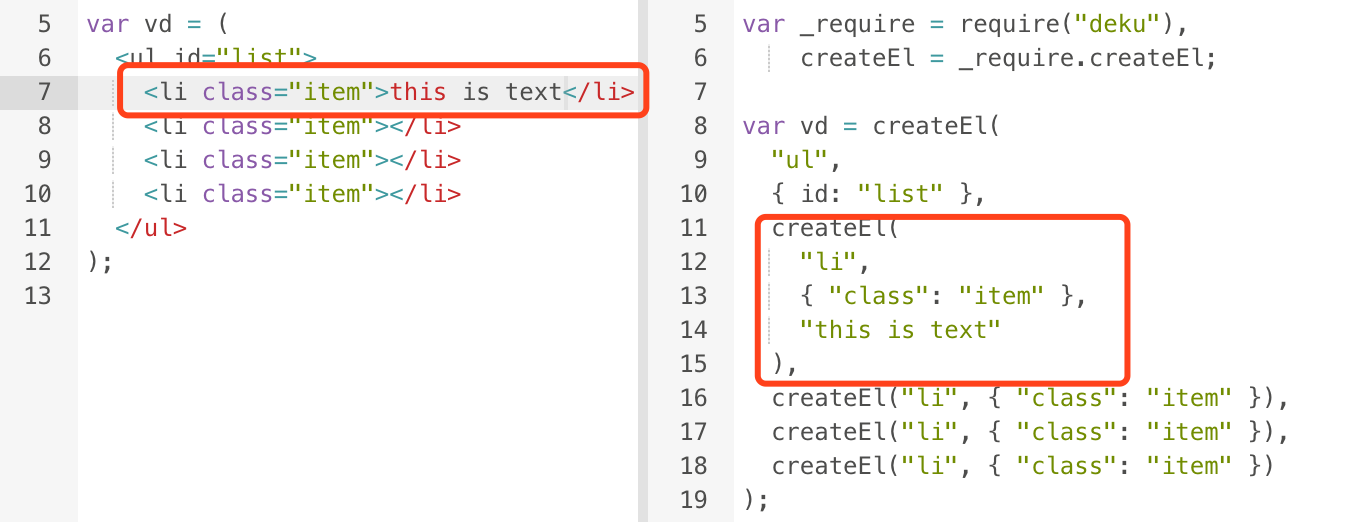 5 var vd = (
6 <ul id="list">
7 <li class="item">this is text</li>
8 <li class="item"></li>
9 <li class="item"></li>
10 <li class="item"></li>
11 </ul>
12 );
13
5 var _require = require("deku"),
6 createEl = _require.createEl;
7
8 var vd = createEl(
9 "ul",
10 { id: "list" },
11 createEl(
12 "li",
13 { "class": "item" },
14 "this is text"
15 ),
16 createEl("li", { "class": "item" }),
17 createEl("li", { "class": "item" }),
18 createEl("li", { "class": "item" })
19 );